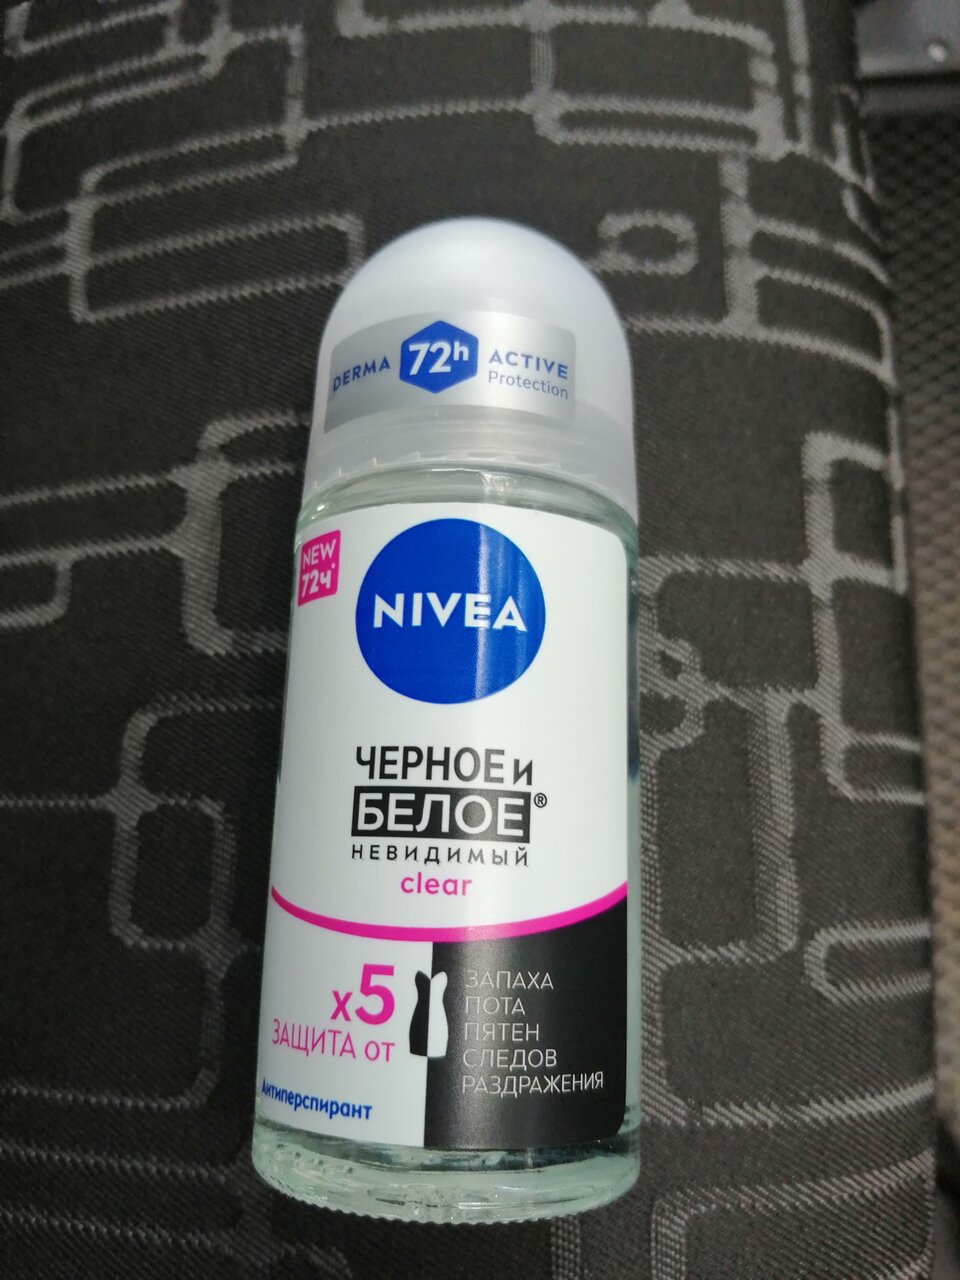 DERMA 72h ACTIVE
Protection
NEW
72ч*
NIVEA
ЧЕРНОЕ и
БЕЛОЕ®
НЕВИДИМЫЙ
clear
x5
ЗАЩИТА ОТ
ЗАПАХА
ПОТА
ПЯТЕН
СЛЕДОВ
РАЗДРАЖЕНИЯ
Антиперспирант